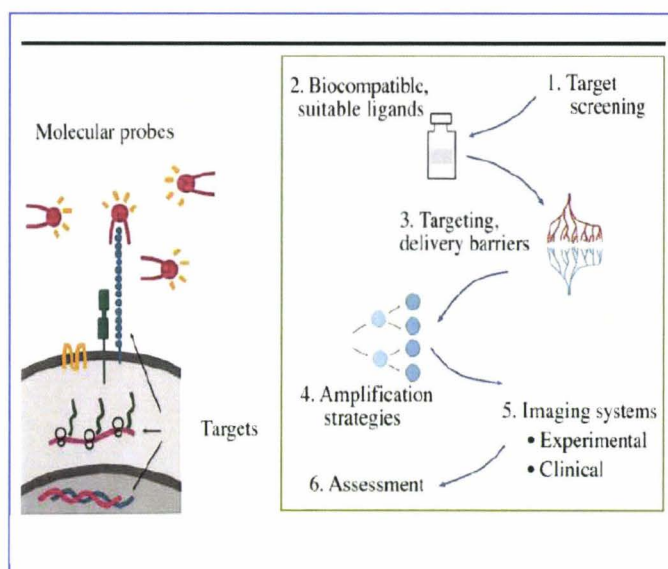 Molecular probes
Targets
1. Target
screening
2. Biocompatible,
suitable ligands
3. Targeting,
delivery barriers
4. Amplification
strategies
5. Imaging systems
• Experimental
• Clinical
6. Assessment